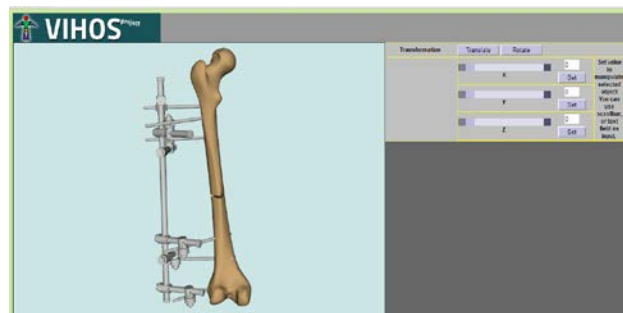 VIHOS project
Transformation
Translate
Rotate
0
X
Set
0
Y
Set
0
Z
Set
Set value to manipulate selected object You can use scrollbar, or text field as input.